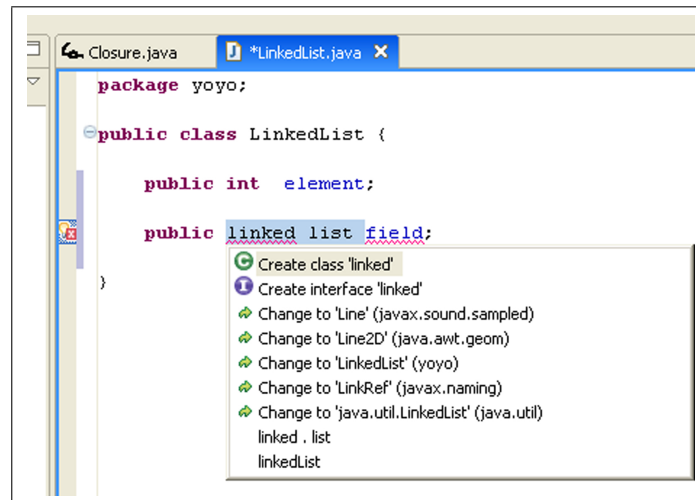 Closure.java
*LinkedList.java
package yoyo;
public class LinkedList {
public int element;
public linked list field;
}
Create class 'linked'
Create interface 'linked'
Change to 'Line' (javax.sound.sampled)
Change to 'Line2D' (java.awt.geom)
Change to 'LinkedList' (yoyo)
Change to 'LinkRef' (javax.naming)
Change to 'java.util.LinkedList' (java.util)
linked . list
linkedList